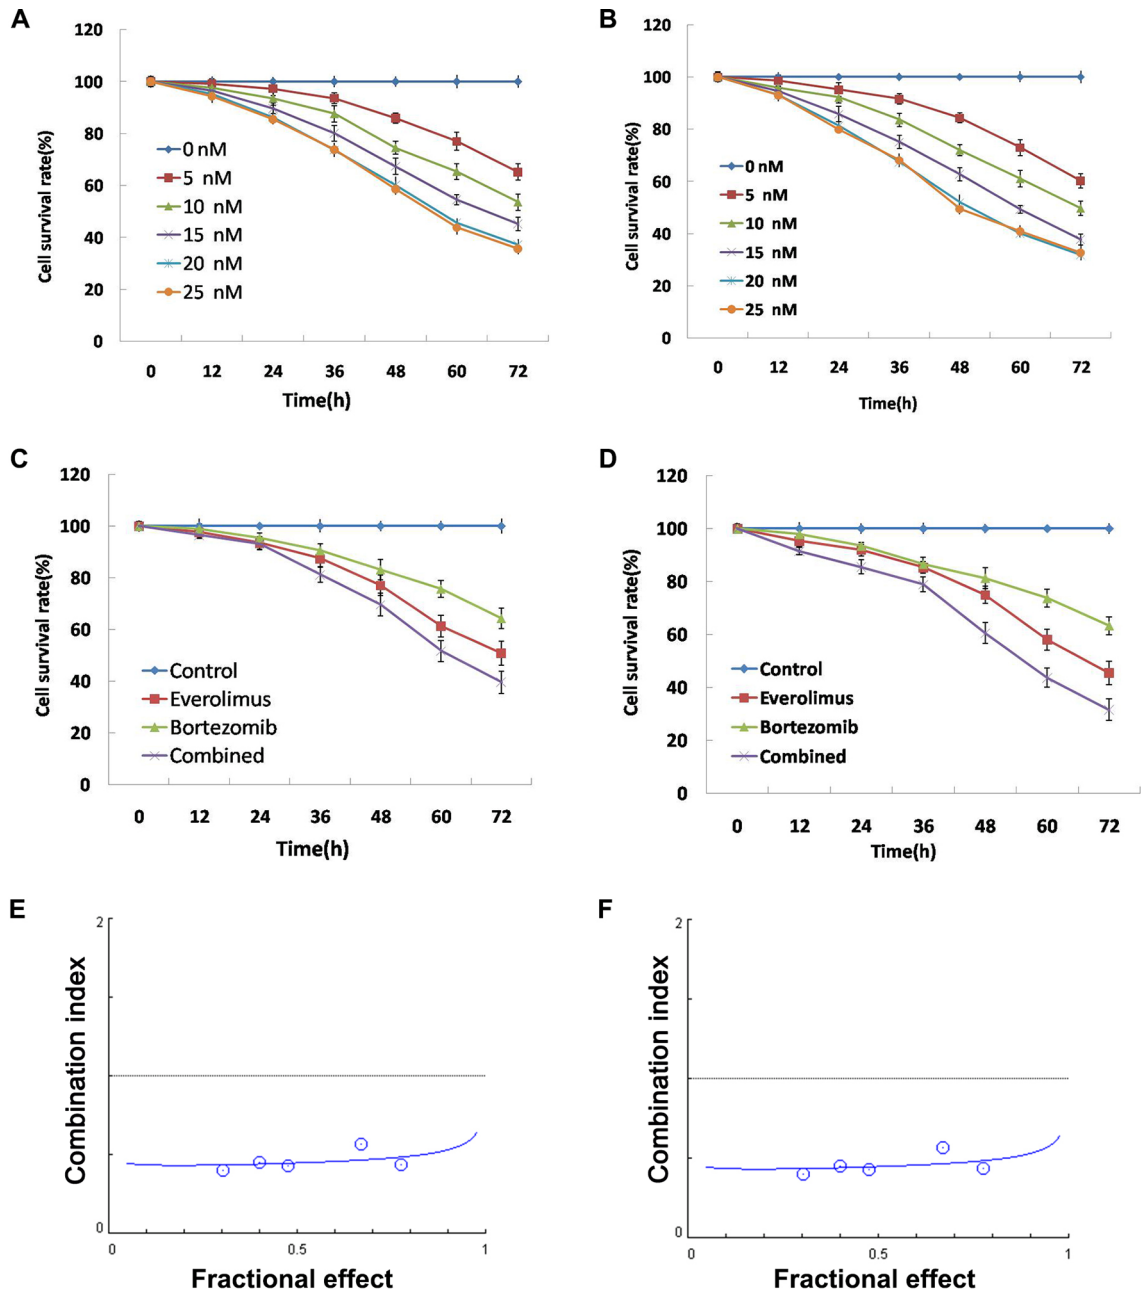 A
120
100
80
60
40
20
0
Cell survival rate(%)
0 nM
5 nM
10 nM
15 nM
20 nM
25 nM
0 12 24 36 48 60 72
Time(h)
B
120
100
80
60
40
20
0
Cell survival rate(%)
0 nM
5 nM
10 nM
15 nM
20 nM
25 nM
0 12 24 36 48 60 72
Time(h)
C
120
100
80
60
40
20
0
Cell survival rate(%)
Control
Everolimus
Bortezomib
Combined
0 12 24 36 48 60 72
Time(h)
D
120
100
80
60
40
20
0
Cell survival rate(%)
Control
Everolimus
Bortezomib
Combined
0 12 24 36 48 60 72
Time(h)
E
2
0
Combination index
0 0.5 1
Fractional effect
F
2
0
Combination index
0 0.5 1
Fractional effect